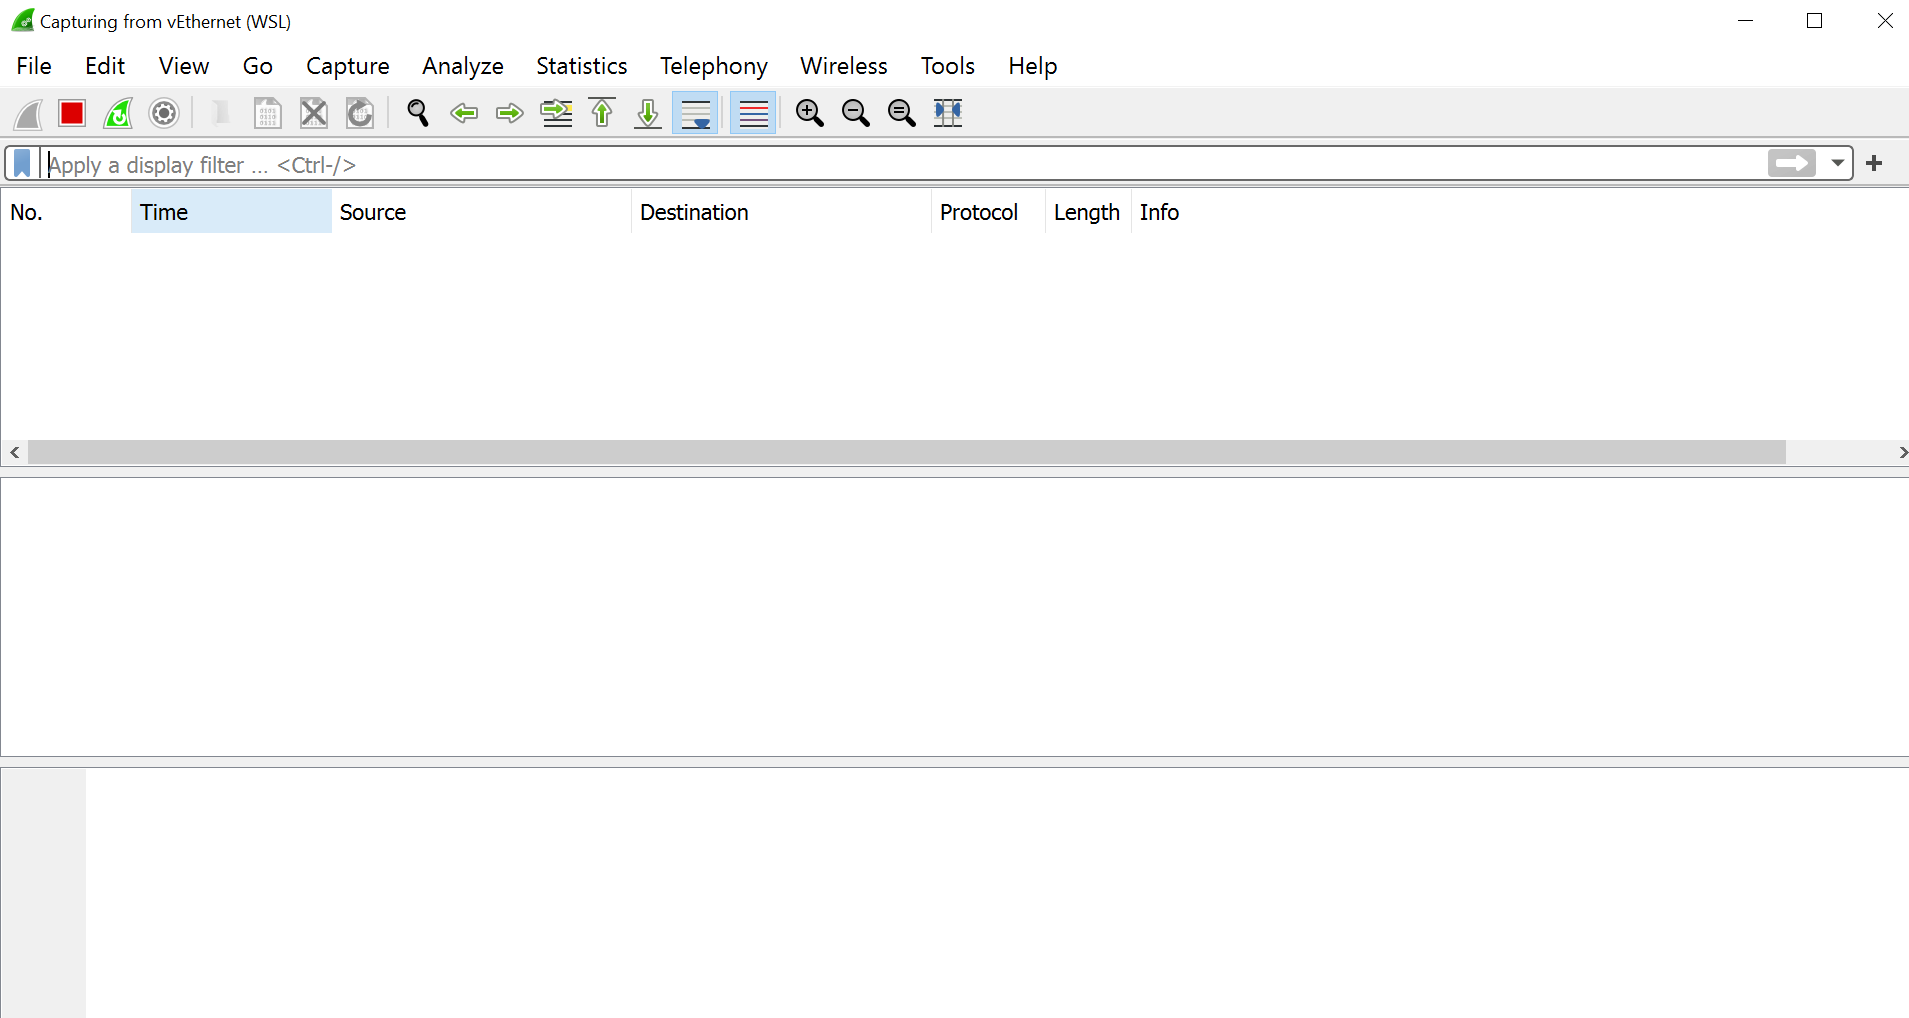 Capturing from vEthernet (WSL)
File Edit View Go Capture Analyze Statistics Telephony Wireless Tools Help
Apply a display filter ... <Ctrl-/>
No. Time Source Destination Protocol Length Info